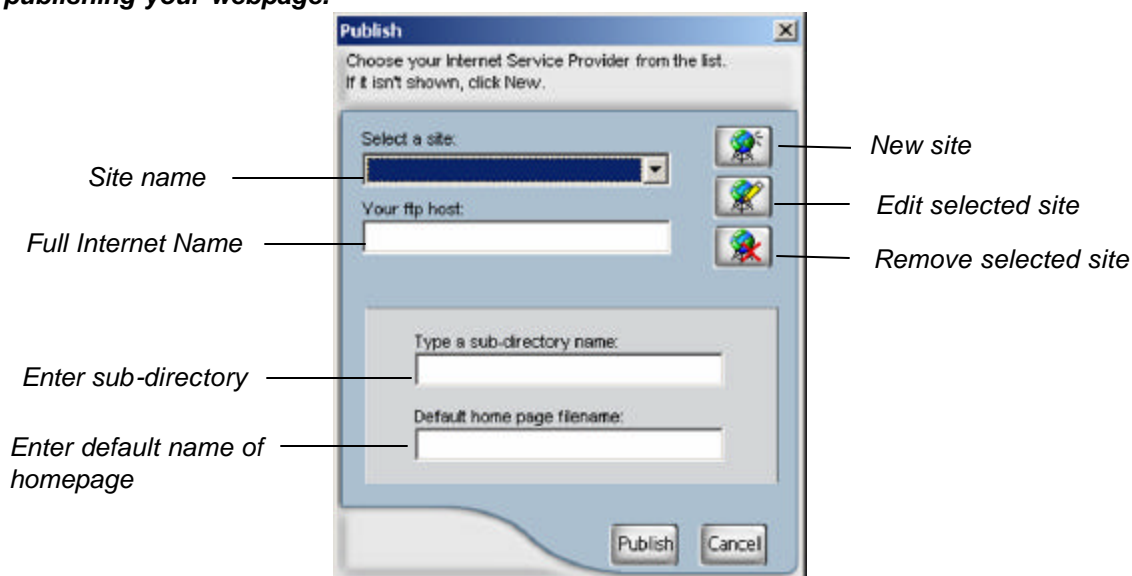 publishing your webpage.
Publish
Choose your Internet Service Provider from the list.
If it isn't shown, click New.
Select a site:
New site
Site name
Edit selected site
Your ftp host:
Full Internet Name
Remove selected site
Type a sub-directory name:
Enter sub-directory
Default home page filename:
Enter default name of
homepage
Publish
Cancel